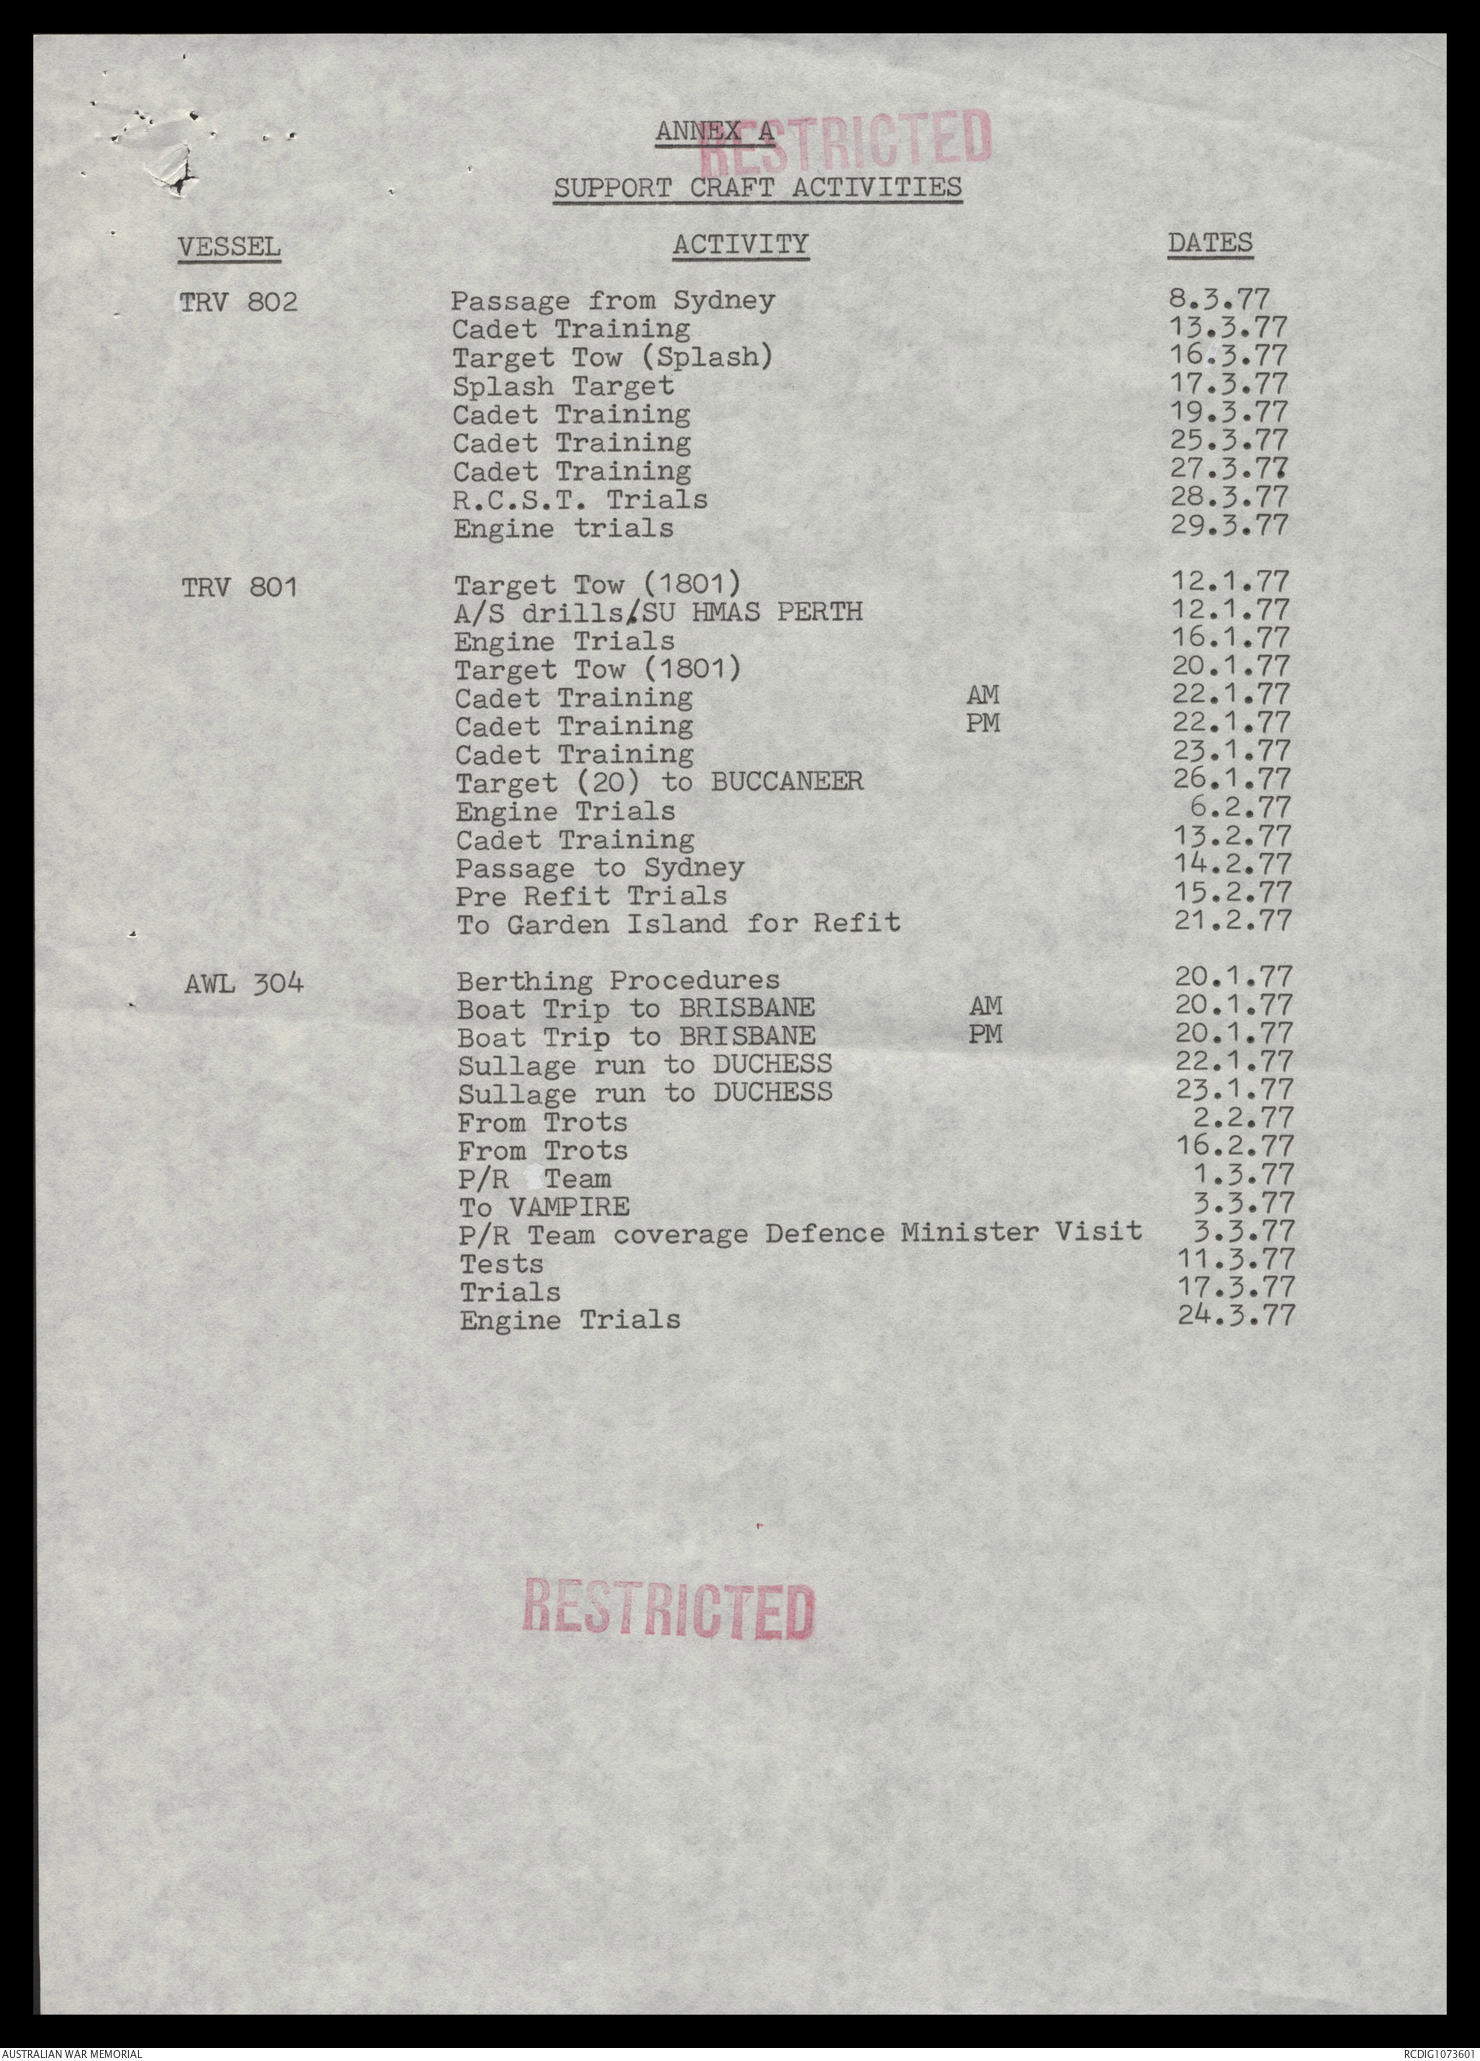 ANNEX A
RESTRICTED
SUPPORT CRAFT ACTIVITIES
VESSEL ACTIVITY DATES
TRV 802 Passage from Sydney 8.3.77
Cadet Training 13.3.77
Target Tow (Splash) 16.3.77
Splash Target 17.3.77
Cadet Training 19.3.77
Cadet Training 25.3.77
Cadet Training 27.3.77
R.C.S.T. Trials 28.3.77
Engine trials 29.3.77
TRV 801 Target Tow (1801) 12.1.77
A/S drills/SU HMAS PERTH 12.1.77
Engine Trials 16.1.77
Target Tow (1801) 20.1.77
Cadet Training AM 22.1.77
Cadet Training PM 22.1.77
Cadet Training 23.1.77
Target (20) to BUCCANEER 26.1.77
Engine Trials 6.2.77
Cadet Training 13.2.77
Passage to Sydney 14.2.77
Pre Refit Trials 15.2.77
To Garden Island for Refit 21.2.77
AWL 304 Berthing Procedures 20.1.77
Boat Trip to BRISBANE AM 20.1.77
Boat Trip to BRISBANE PM 20.1.77
Sullage run to DUCHESS 22.1.77
Sullage run to DUCHESS 23.1.77
From Trots 2.2.77
From Trots 16.2.77
P/R Team 1.3.77
To VAMPIRE 3.3.77
P/R Team coverage Defence Minister Visit 3.3.77
Tests 11.3.77
Trials 17.3.77
Engine Trials 24.3.77
RESTRICTED
AUSTRALIAN WAR MEMORIAL RCDIG1073601